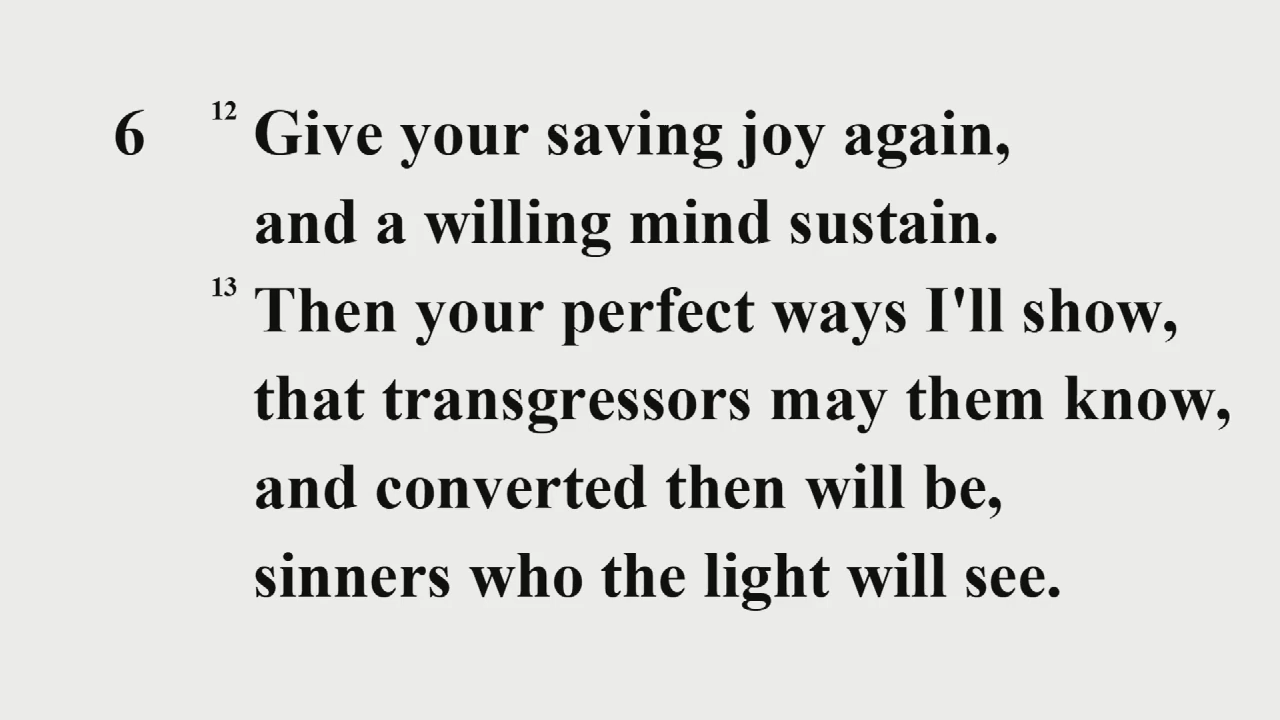 6 12 Give your saving joy again,
and a willing mind sustain.
13 Then your perfect ways I'll show,
that transgressors may them know,
and converted then will be,
sinners who the light will see.